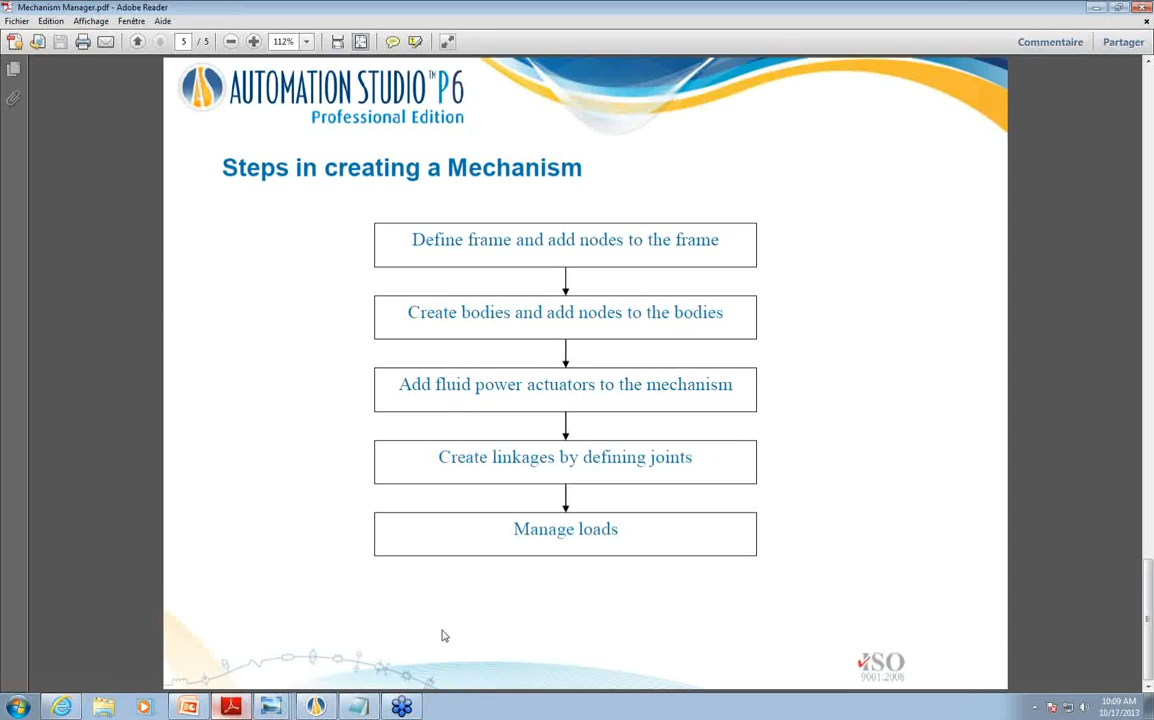 Mechanism Manager.pdf - Adobe Reader
Fichier Edition Affichage Fenêtre Aide
5 / 5 112% Commentaire Partager
AUTOMATION STUDIO™ P6
Professional Edition
Steps in creating a Mechanism
Define frame and add nodes to the frame
Create bodies and add nodes to the bodies
Add fluid power actuators to the mechanism
Create linkages by defining joints
Manage loads
ISO
9001:2008
10:09 AM
10/17/2013